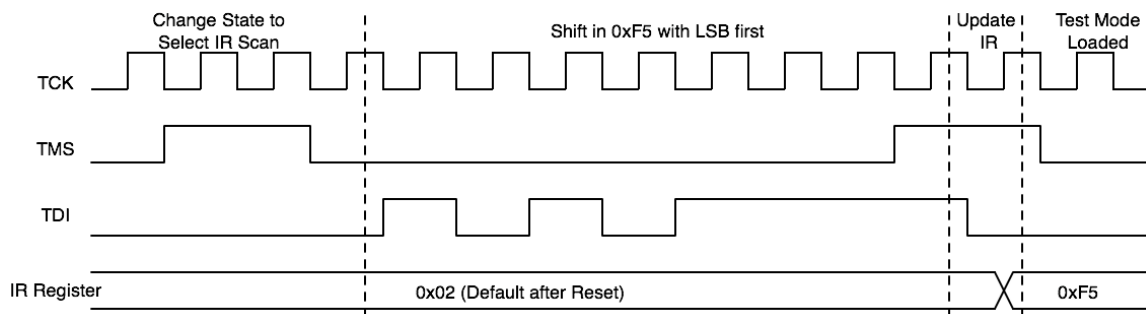 Change State to
Select IR Scan
Shift in 0xF5 with LSB first
Update
IR
Test Mode
Loaded
TCK
TMS
TDI
IR Register
0x02 (Default after Reset)
0xF5